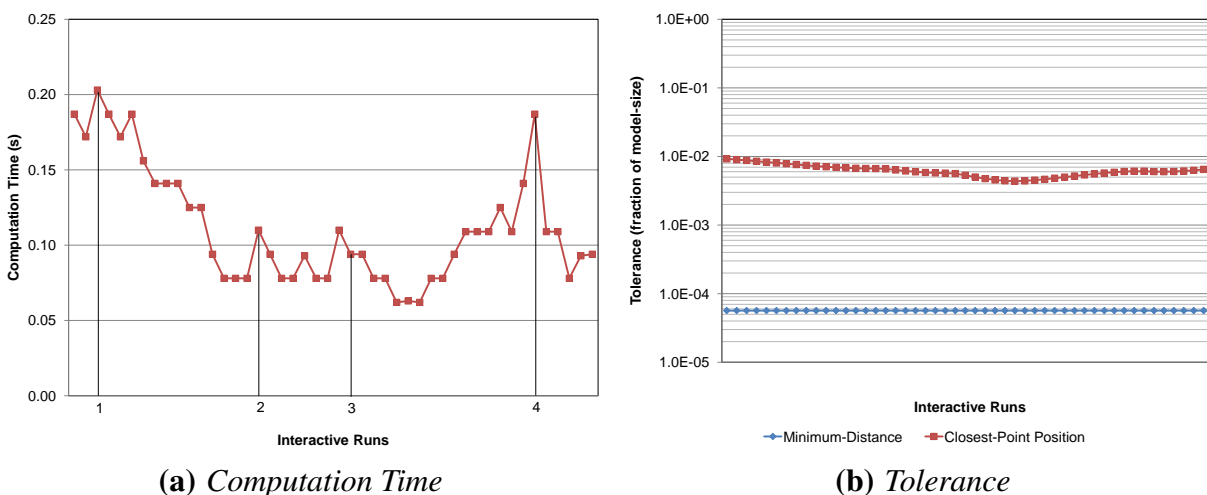 0.25
0.20
0.15
0.10
0.05
0.00
Computation Time (s)
1 2 3 4
Interactive Runs
(a) Computation Time
1.0E+00
1.0E-01
1.0E-02
1.0E-03
1.0E-04
1.0E-05
Tolerance (fraction of model-size)
Interactive Runs
Minimum-Distance Closest-Point Position
(b) Tolerance